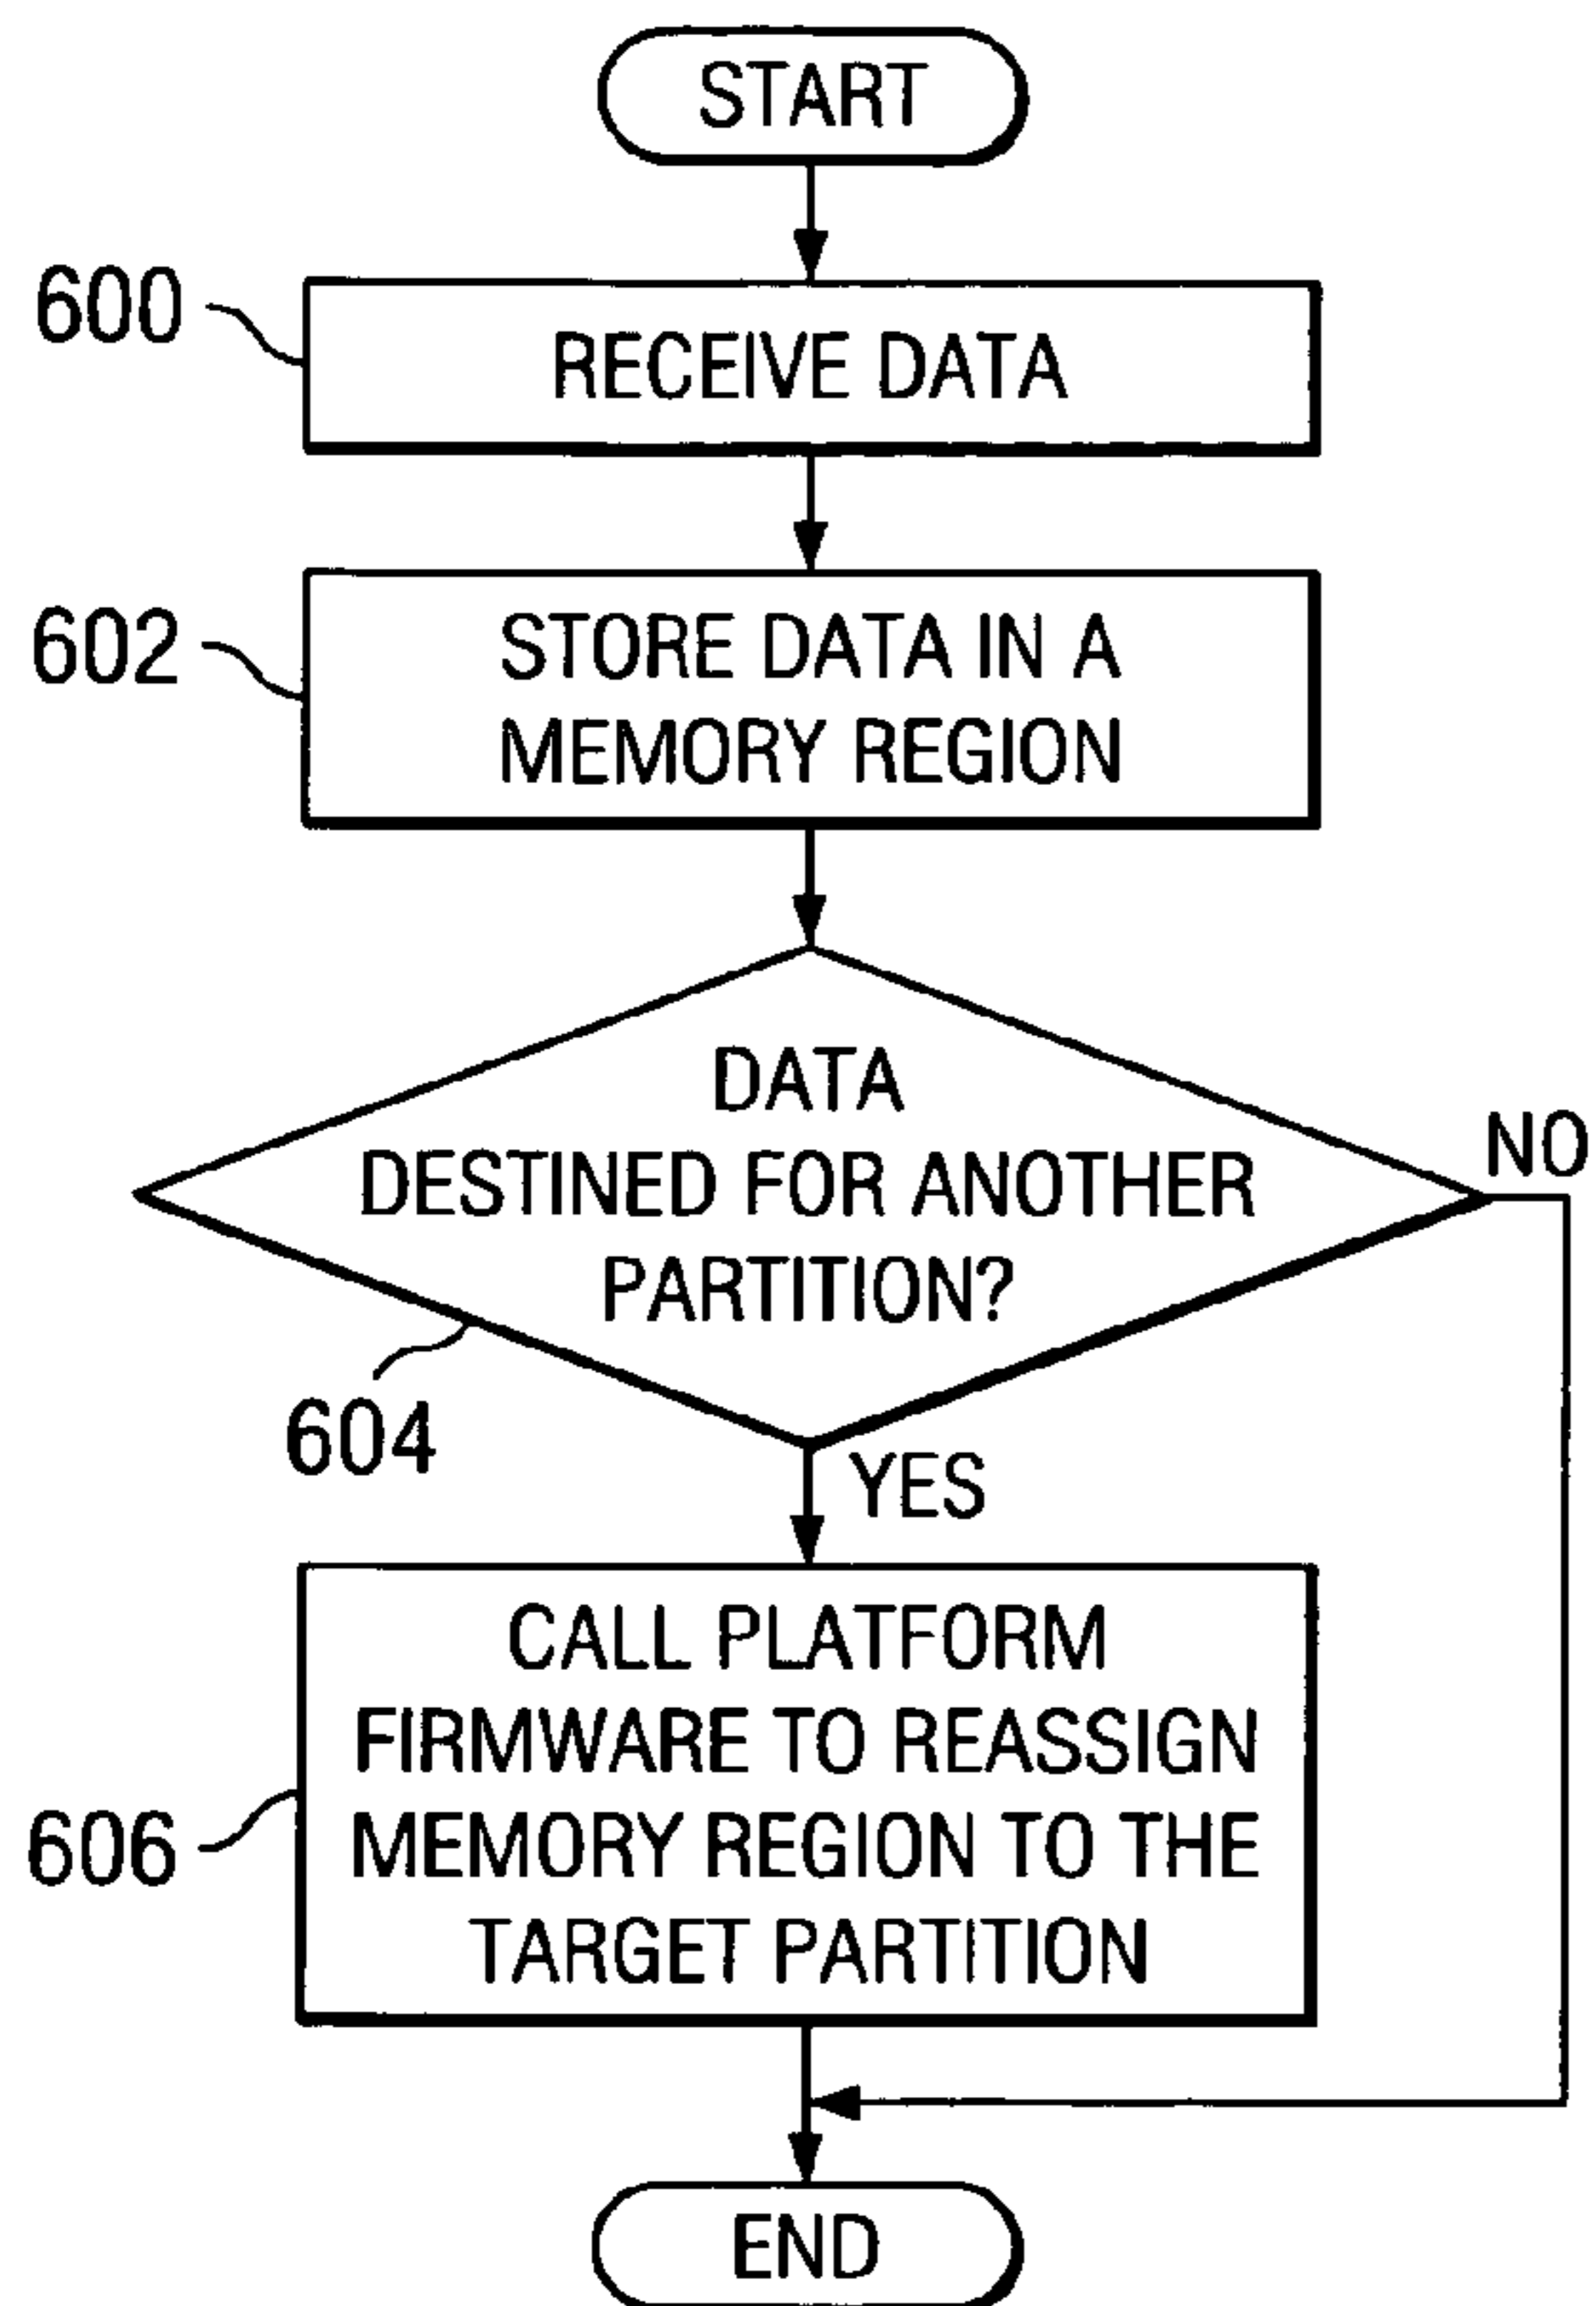 START
600
RECEIVE DATA
602
STORE DATA IN A
MEMORY REGION
DATA
DESTINED FOR ANOTHER
PARTITION?
NO
604
YES
CALL PLATFORM
FIRMWARE TO REASSIGN
MEMORY REGION TO THE
TARGET PARTITION
606
END